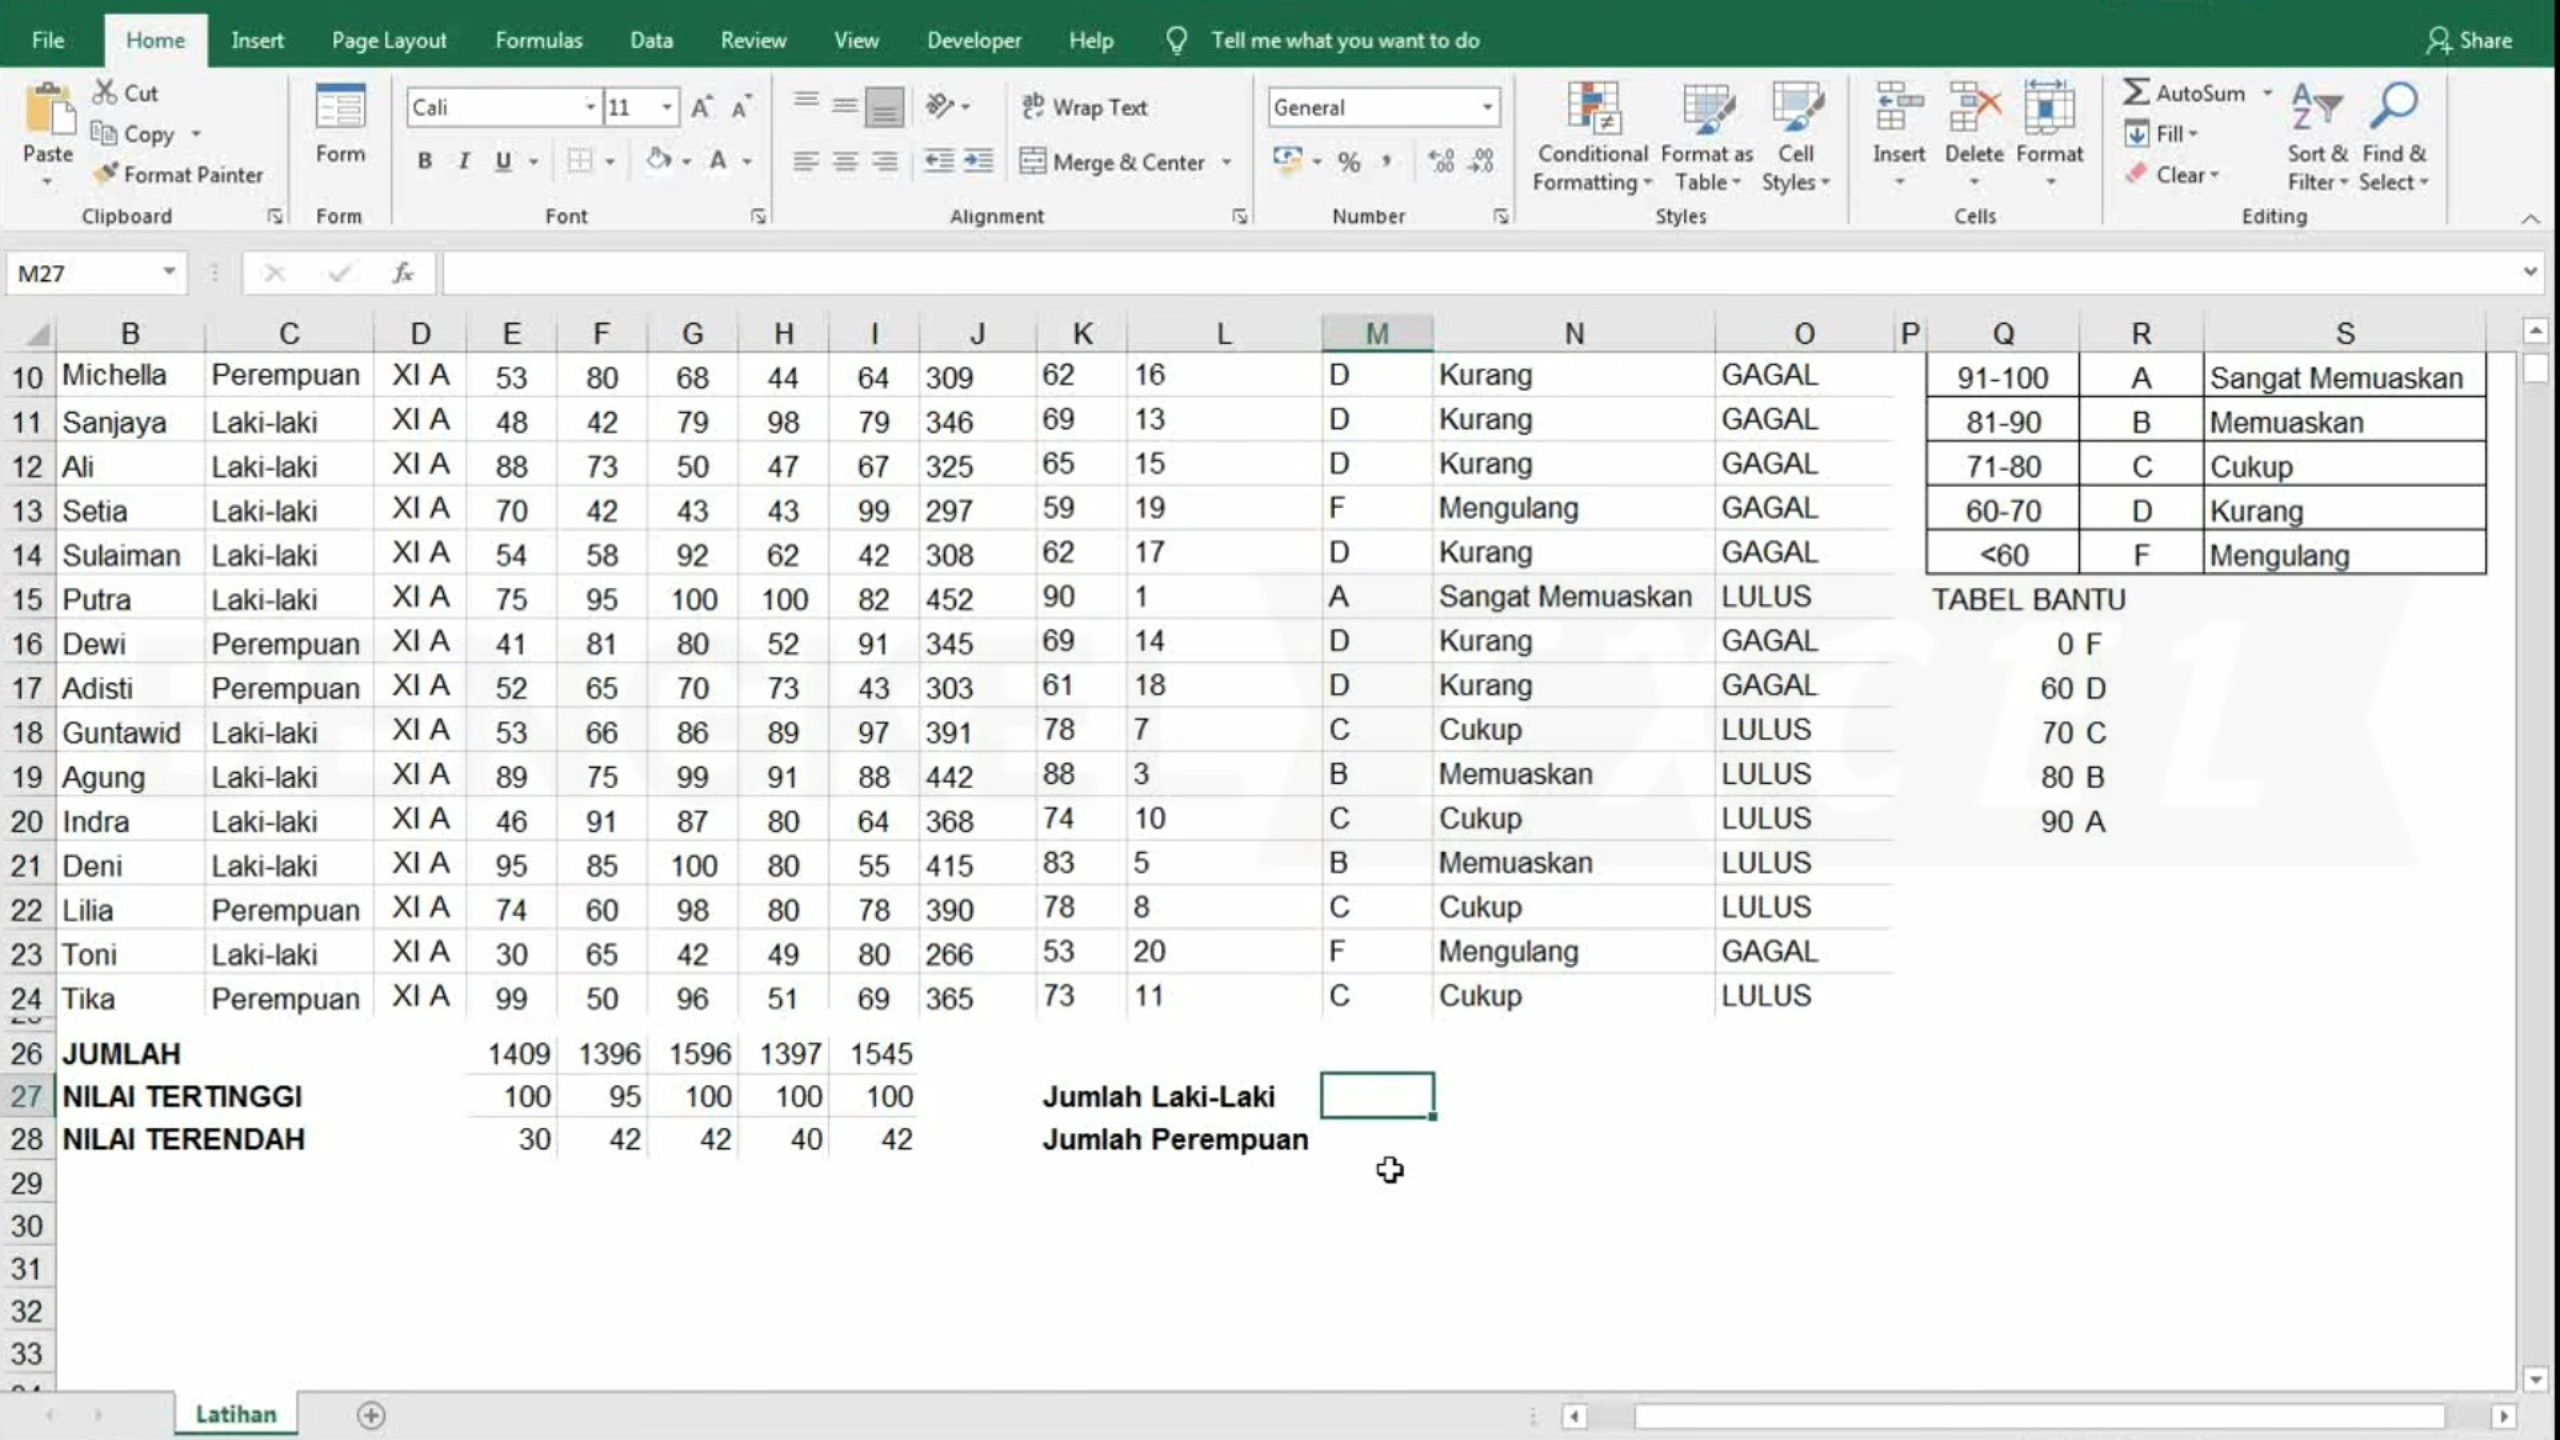 File Home Insert Page Layout Formulas Data Review View Developer Help Tell me what you want to do Share
Paste Cut Copy Format Painter Clipboard
Form Form
Cali 11 A A B I U A Font
Wrap Text Merge & Center Alignment
General % , Number
Conditional Formatting Format as Table Cell Styles Styles
Insert Delete Format Cells
AutoSum Fill Clear Sort & Filter Find & Select Editing
M27 fx
B C D E F G H I J K L M N O P Q R S
10 Michella Perempuan XI A 53 80 68 44 64 309 62 16 D Kurang GAGAL 91-100 A Sangat Memuaskan
11 Sanjaya Laki-laki XI A 48 42 79 98 79 346 69 13 D Kurang GAGAL 81-90 B Memuaskan
12 Ali Laki-laki XI A 88 73 50 47 67 325 65 15 D Kurang GAGAL 71-80 C Cukup
13 Setia Laki-laki XI A 70 42 43 43 99 297 59 19 F Mengulang GAGAL 60-70 D Kurang
14 Sulaiman Laki-laki XI A 54 58 92 62 42 308 62 17 D Kurang GAGAL <60 F Mengulang
15 Putra Laki-laki XI A 75 95 100 100 82 452 90 1 A Sangat Memuaskan LULUS TABEL BANTU
16 Dewi Perempuan XI A 41 81 80 52 91 345 69 14 D Kurang GAGAL 0 F
17 Adisti Perempuan XI A 52 65 70 73 43 303 61 18 D Kurang GAGAL 60 D
18 Guntawid Laki-laki XI A 53 66 86 89 97 391 78 7 C Cukup LULUS 70 C
19 Agung Laki-laki XI A 89 75 99 91 88 442 88 3 B Memuaskan LULUS 80 B
20 Indra Laki-laki XI A 46 91 87 80 64 368 74 10 C Cukup LULUS 90 A
21 Deni Laki-laki XI A 95 85 100 80 55 415 83 5 B Memuaskan LULUS
22 Lilia Perempuan XI A 74 60 98 80 78 390 78 8 C Cukup LULUS
23 Toni Laki-laki XI A 30 65 42 49 80 266 53 20 F Mengulang GAGAL
24 Tika Perempuan XI A 99 50 96 51 69 365 73 11 C Cukup LULUS
26 JUMLAH 1409 1396 1596 1397 1545
27 NILAI TERTINGGI 100 95 100 100 100 Jumlah Laki-Laki
28 NILAI TERENDAH 30 42 42 40 42 Jumlah Perempuan
29
30
31
32
33
Latihan